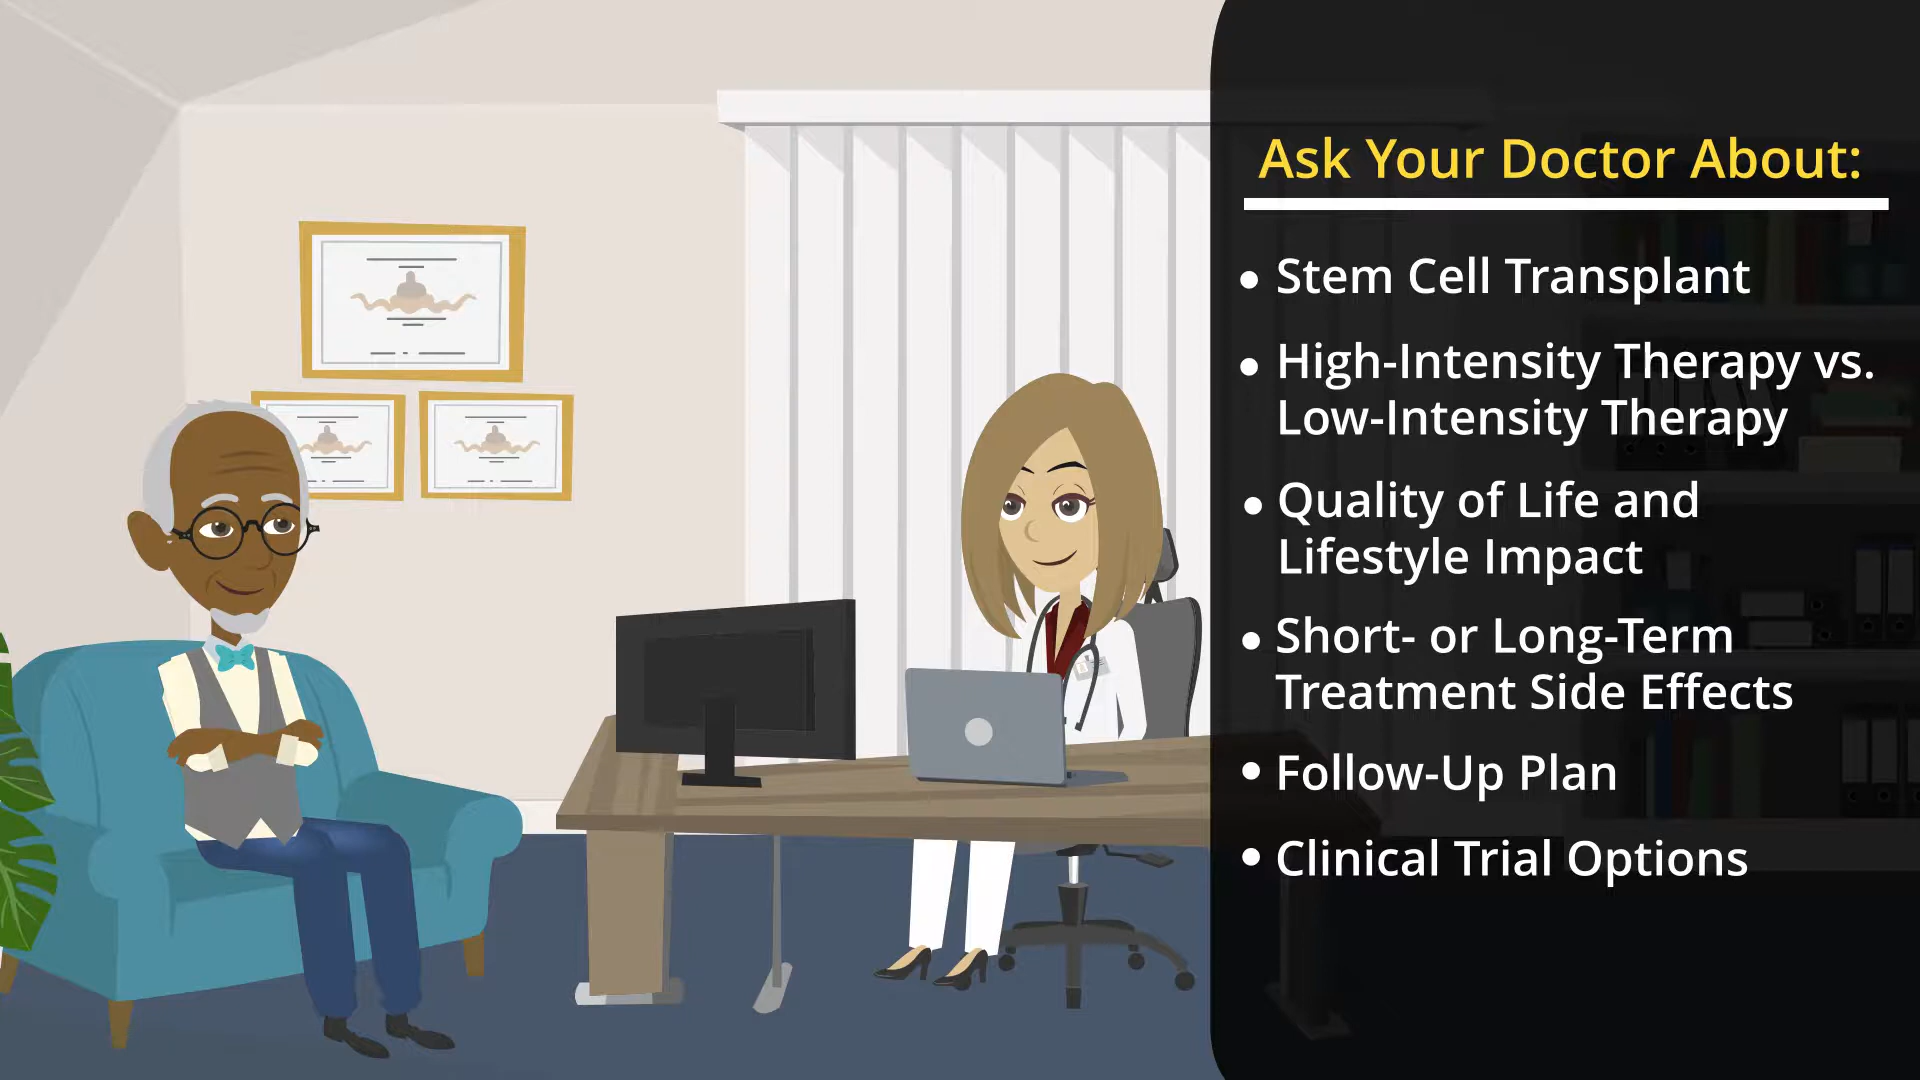 Ask Your Doctor About:
• Stem Cell Transplant
• High-Intensity Therapy vs.
Low-Intensity Therapy
• Quality of Life and
Lifestyle Impact
• Short- or Long-Term
Treatment Side Effects
• Follow-Up Plan
• Clinical Trial Options